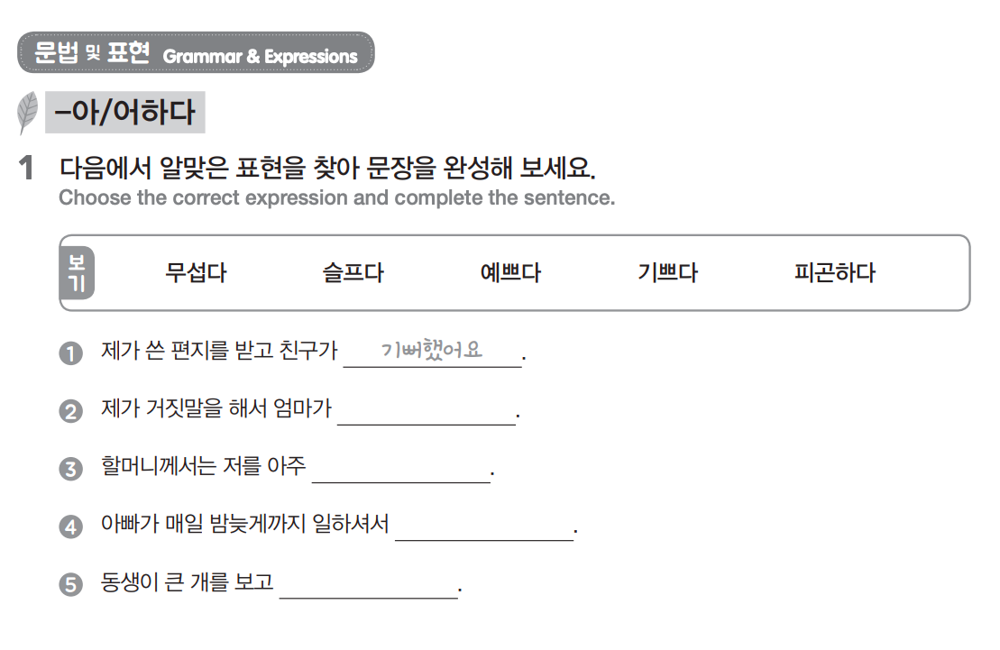 문법 및 표현 Grammar & Expressions
–아/어하다
1 다음에서 알맞은 표현을 찾아 문장을 완성해 보세요.
Choose the correct expression and complete the sentence.
보기 무섭다 슬프다 예쁘다 기쁘다 피곤하다
1 제가 쓴 편지를 받고 친구가 기뻐했어요.
2 제가 거짓말을 해서 엄마가 .
3 할머니께서는 저를 아주 .
4 아빠가 매일 밤늦게까지 일하셔서 .
5 동생이 큰 개를 보고 .